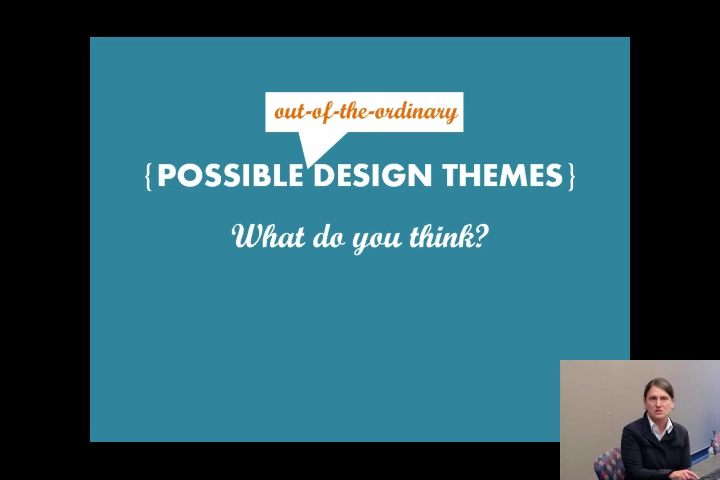 out-of-the-ordinary
{POSSIBLE DESIGN THEMES}
What do you think?